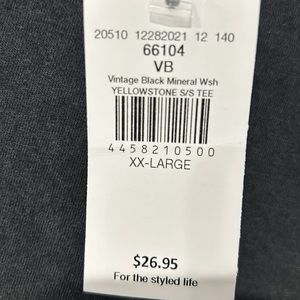 20510 12282021 12 140
66104
VB
Vintage Black Mineral Wsh
YELLOWSTONE S/S TEE
4458210500
XX-LARGE
$26.95
For the styled life